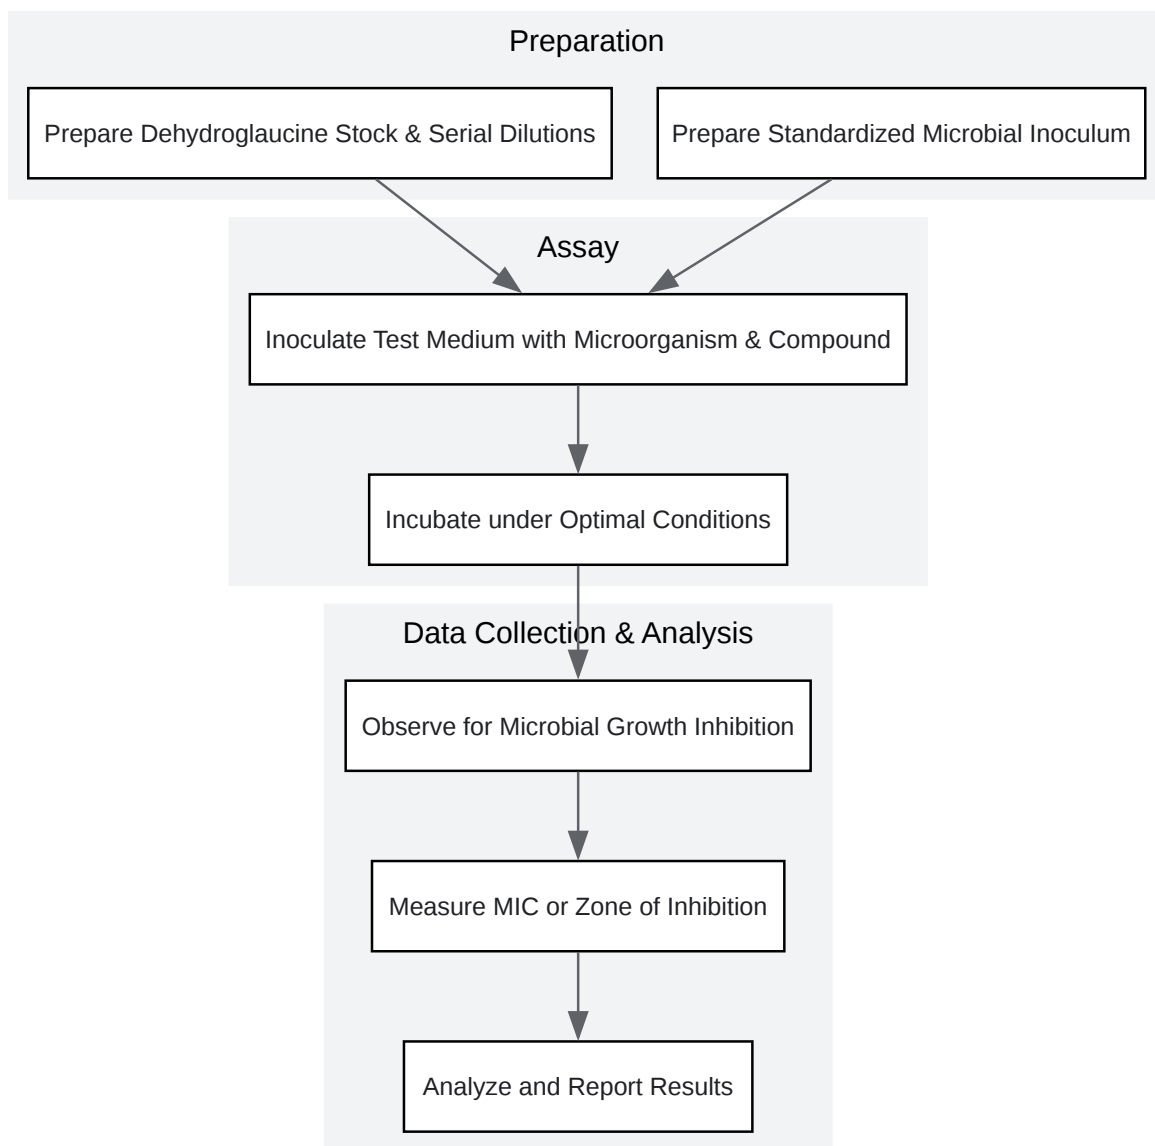 Preparation
Prepare Dehydroglaucine Stock & Serial Dilutions
Prepare Standardized Microbial Inoculum
Assay
Inoculate Test Medium with Microorganism & Compound
Incubate under Optimal Conditions
Data Collection & Analysis
Observe for Microbial Growth Inhibition
Measure MIC or Zone of Inhibition
Analyze and Report Results